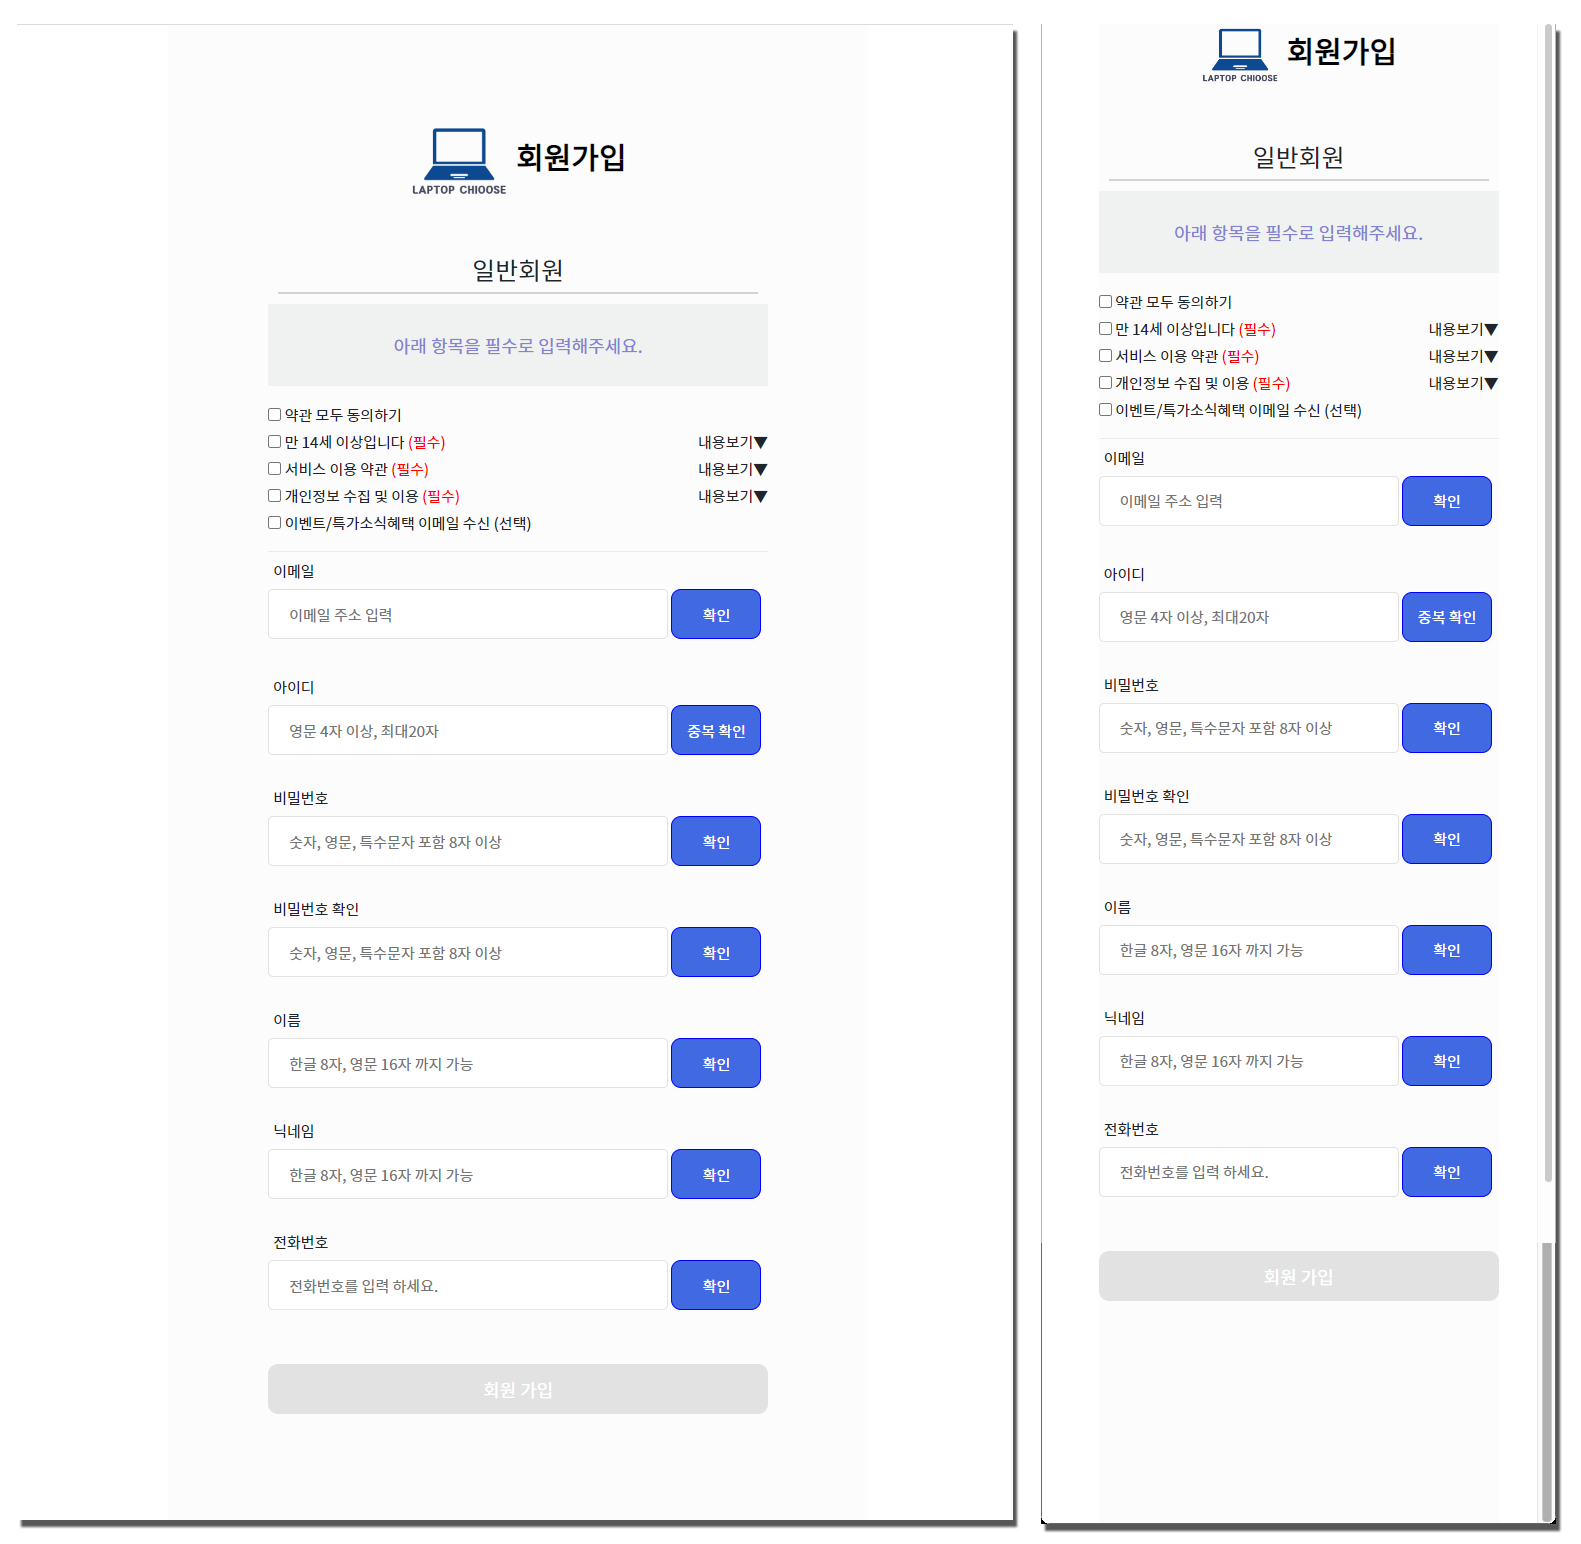 LAPTOP CHIOOSE
회원가입
일반회원
아래 항목을 필수로 입력해주세요.
약관 모두 동의하기
만 14세 이상입니다 (필수) 내용보기▼
서비스 이용 약관 (필수) 내용보기▼
개인정보 수집 및 이용 (필수) 내용보기▼
이벤트/특가소식혜택 이메일 수신 (선택)
이메일
이메일 주소 입력 확인
아이디
영문 4자 이상, 최대20자 중복 확인
비밀번호
숫자, 영문, 특수문자 포함 8자 이상 확인
비밀번호 확인
숫자, 영문, 특수문자 포함 8자 이상 확인
이름
한글 8자, 영문 16자 까지 가능 확인
닉네임
한글 8자, 영문 16자 까지 가능 확인
전화번호
전화번호를 입력 하세요. 확인
회원 가입
LAPTOP CHIOOSE
회원가입
일반회원
아래 항목을 필수로 입력해주세요.
약관 모두 동의하기
만 14세 이상입니다 (필수) 내용보기▼
서비스 이용 약관 (필수) 내용보기▼
개인정보 수집 및 이용 (필수) 내용보기▼
이벤트/특가소식혜택 이메일 수신 (선택)
이메일
이메일 주소 입력 확인
아이디
영문 4자 이상, 최대20자 중복 확인
비밀번호
숫자, 영문, 특수문자 포함 8자 이상 확인
비밀번호 확인
숫자, 영문, 특수문자 포함 8자 이상 확인
이름
한글 8자, 영문 16자 까지 가능 확인
닉네임
한글 8자, 영문 16자 까지 가능 확인
전화번호
전화번호를 입력 하세요. 확인
회원 가입